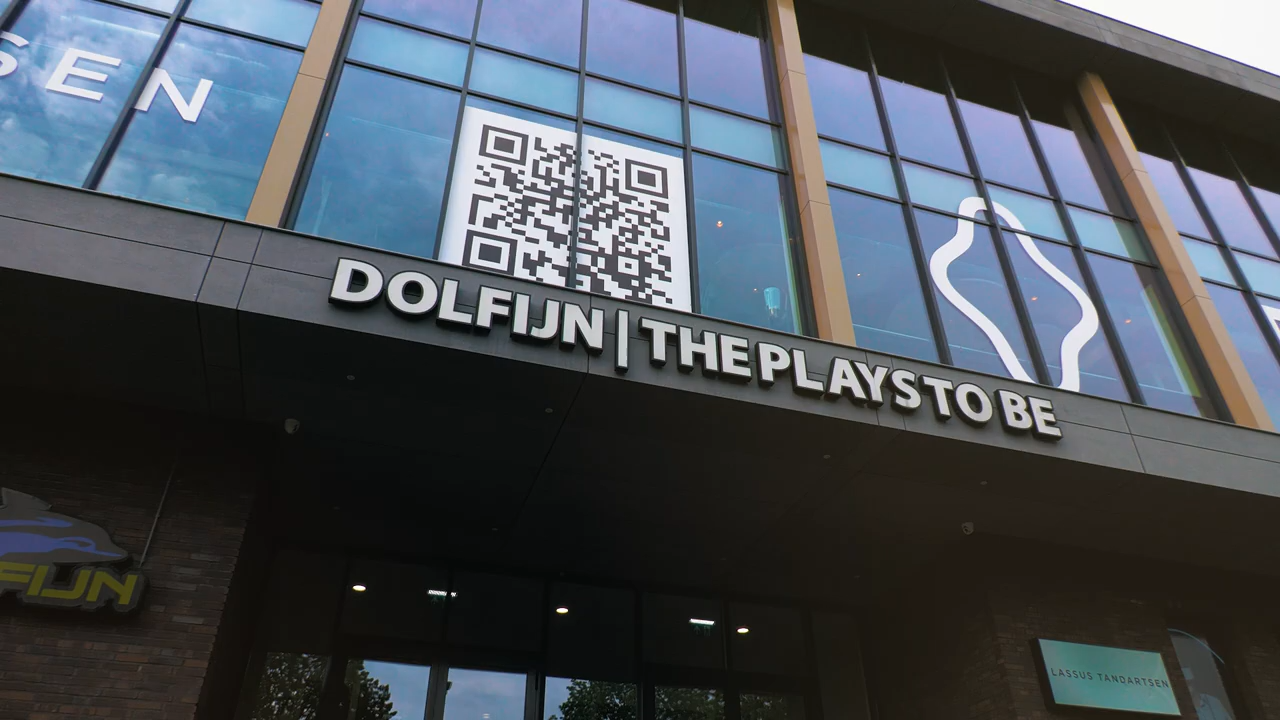 SEN
DOLFIJN | THE PLAYS TO BE
FIJN
LASSUS TANDARTSEN